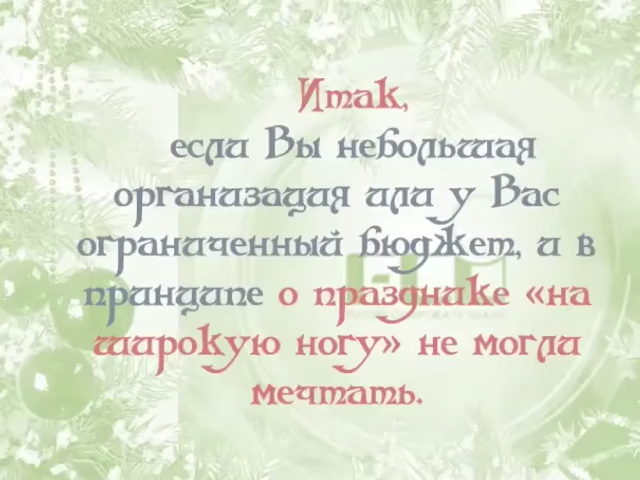 Итак,
если Вы небольшая
организация или у Вас
ограниченный бюджет, и в
принципе о празднике «на
широкую ногу» не могли
мечтать.